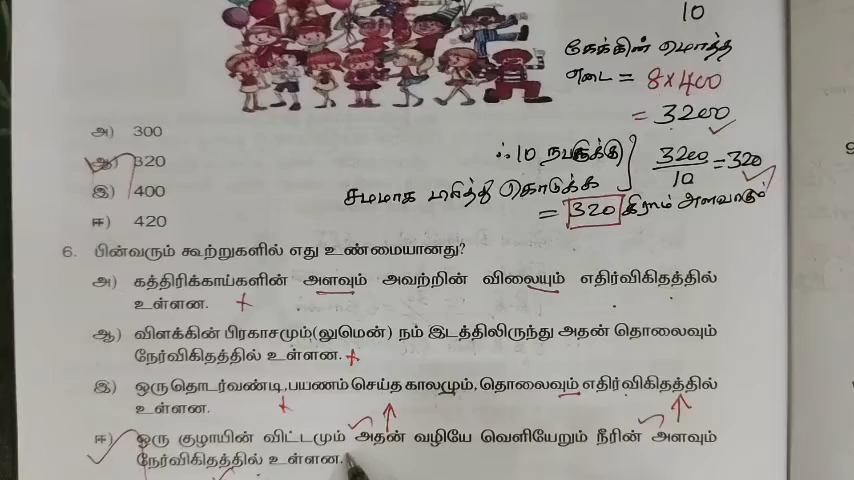 10
கேக்கின் மொத்த
எடை = 8 x 400
= 3200
அ) 300
ஆ) 320
இ) 400
ஈ) 420
∴ 10 நபருக்கு
சமமாக பகிர்ந்து கொடுக்க
3200/10 = 320
= 320 கிராம் அளவாகும்
6. பின்வரும் கூற்றுகளில் எது உண்மையானது?
அ) கத்திரிக்காய்களின் அளவும் அவற்றின் விலையும் எதிர்விகிதத்தில்
உள்ளன.
ஆ) விளக்கின் பிரகாசமும்(லுமென்) நம் இடத்திலிருந்து அதன் தொலைவும்
நேர்விகிதத்தில் உள்ளன.
இ) ஒருதொடர்வண்டி,பயணம் செய்த காலமும், தொலைவும் எதிர்விகிதத்தில்
உள்ளன.
ஈ) ஒரு குழாயின் விட்டமும் அதன் வழியே வெளியேறும் நீரின் அளவும்
நேர்விகிதத்தில் உள்ளன.
9